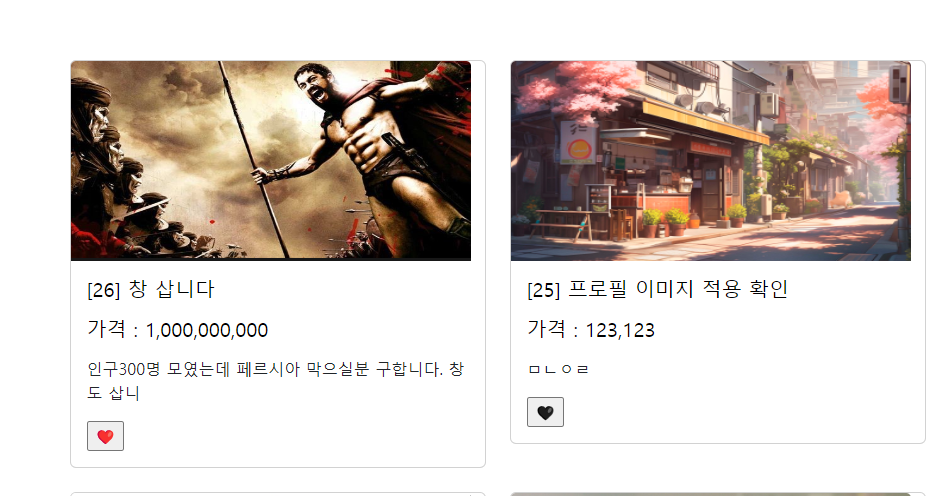 [26] 창 삽니다
가격 : 1,000,000,000
인구300명 모였는데 페르시아 막으실분 구합니다. 창
도 삽니
[25] 프로필 이미지 적용 확인
가격 : 123,123
ㅁㄴㅇㄹ